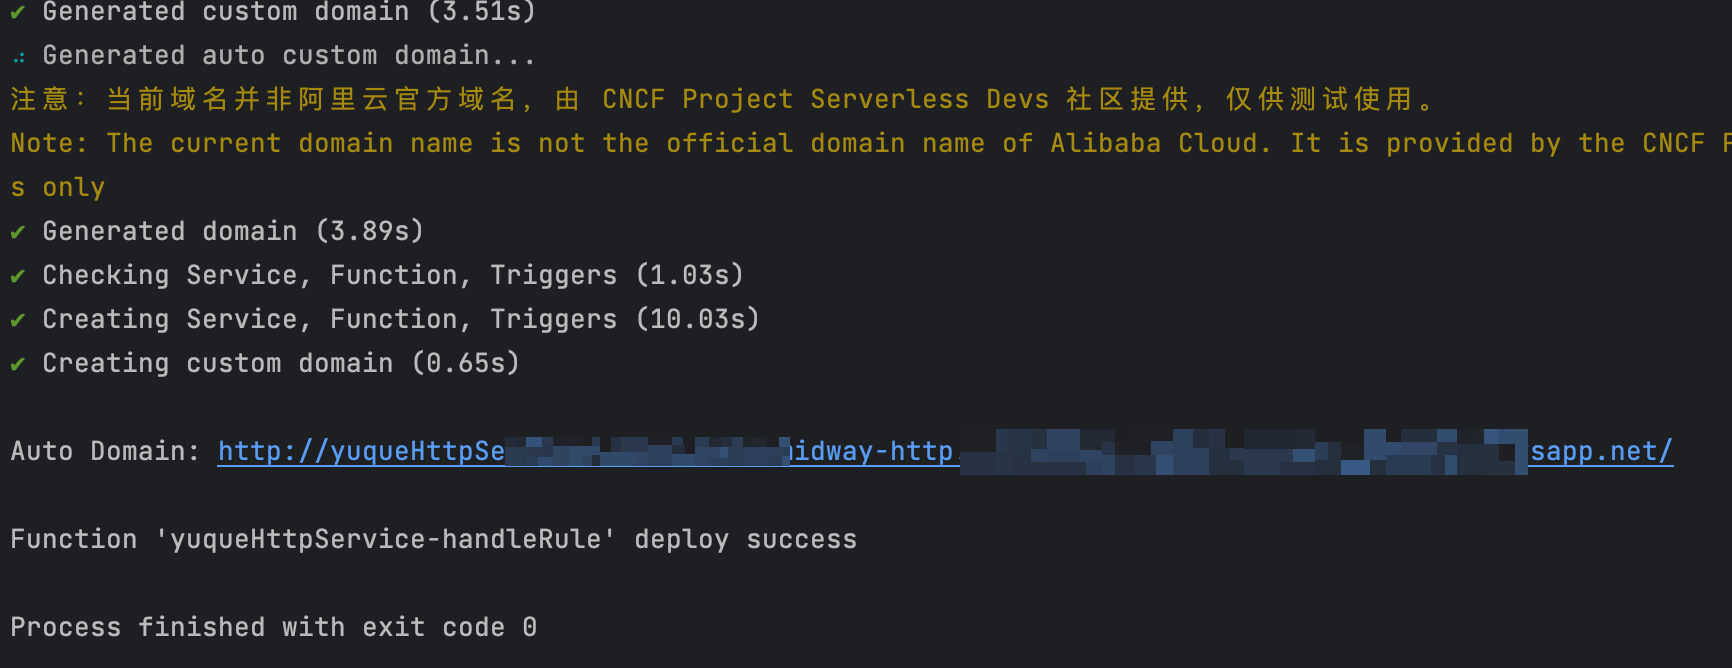 ✔ Generated custom domain (3.51s)
⠴ Generated auto custom domain...
注意：当前域名并非阿里云官方域名，由 CNCF Project Serverless Devs 社区提供，仅供测试使用。
Note: The current domain name is not the official domain name of Alibaba Cloud. It is provided by the CNCF
s only
✔ Generated domain (3.89s)
✔ Checking Service, Function, Triggers (1.03s)
✔ Creating Service, Function, Triggers (10.03s)
✔ Creating custom domain (0.65s)
Auto Domain: http://yuqueHttpSe idway-http. sapp.net/
Function 'yuqueHttpService-handleRule' deploy success
Process finished with exit code 0